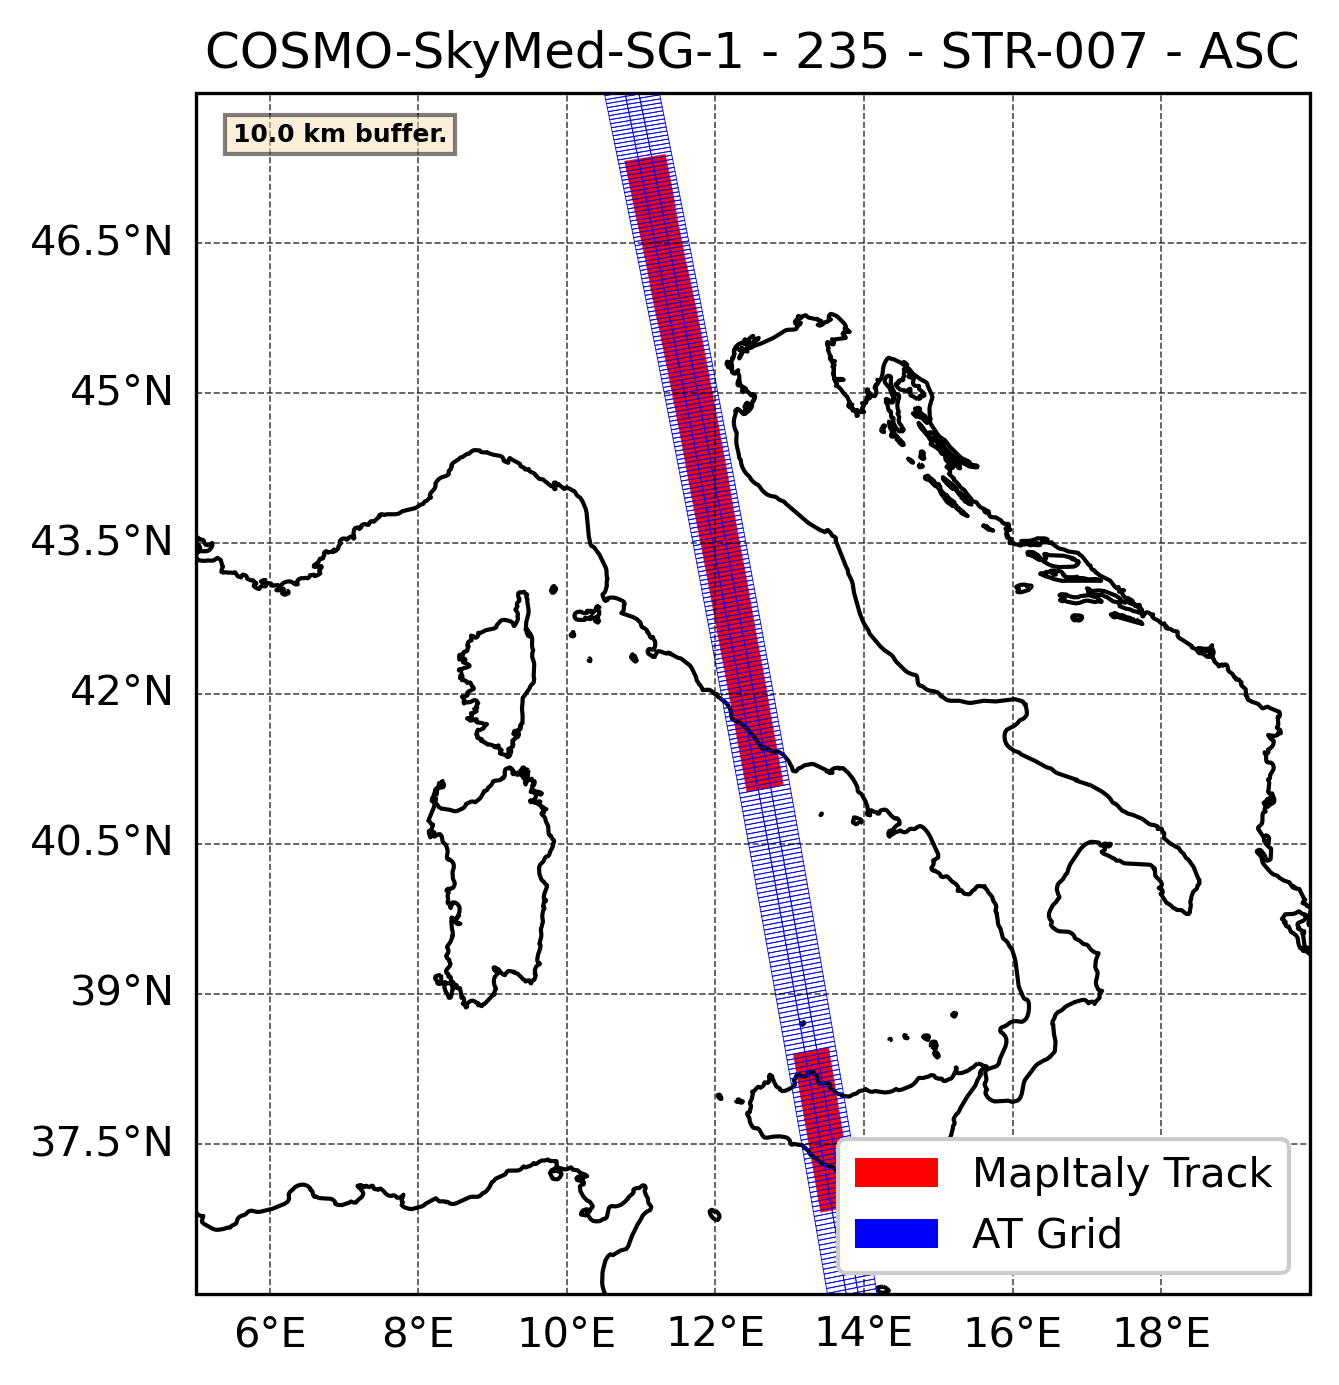 COSMO-SkyMed-SG-1 - 235 - STR-007 - ASC
10.0 km buffer.
46.5°N
45°N
43.5°N
42°N
40.5°N
39°N
37.5°N
MapItaly Track
AT Grid
6°E 8°E 10°E 12°E 14°E 16°E 18°E